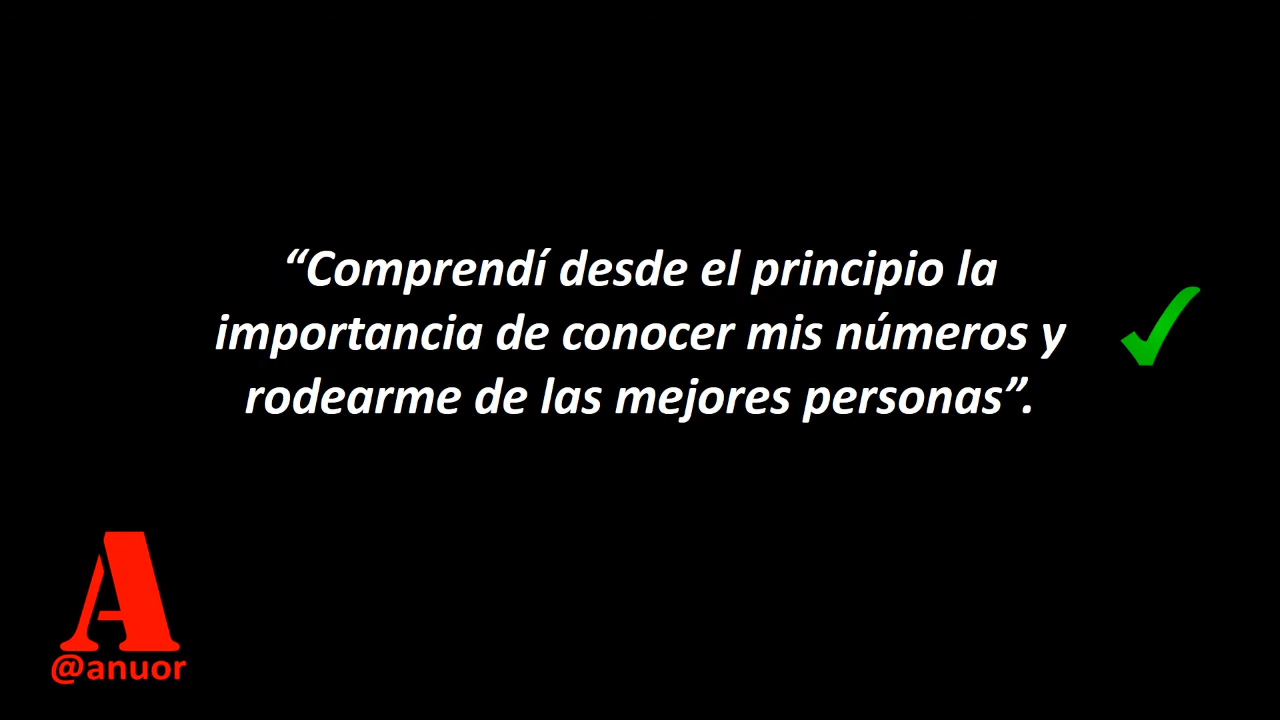 “Comprendí desde el principio la
importancia de conocer mis números y
rodearme de las mejores personas”.
A
@anuor